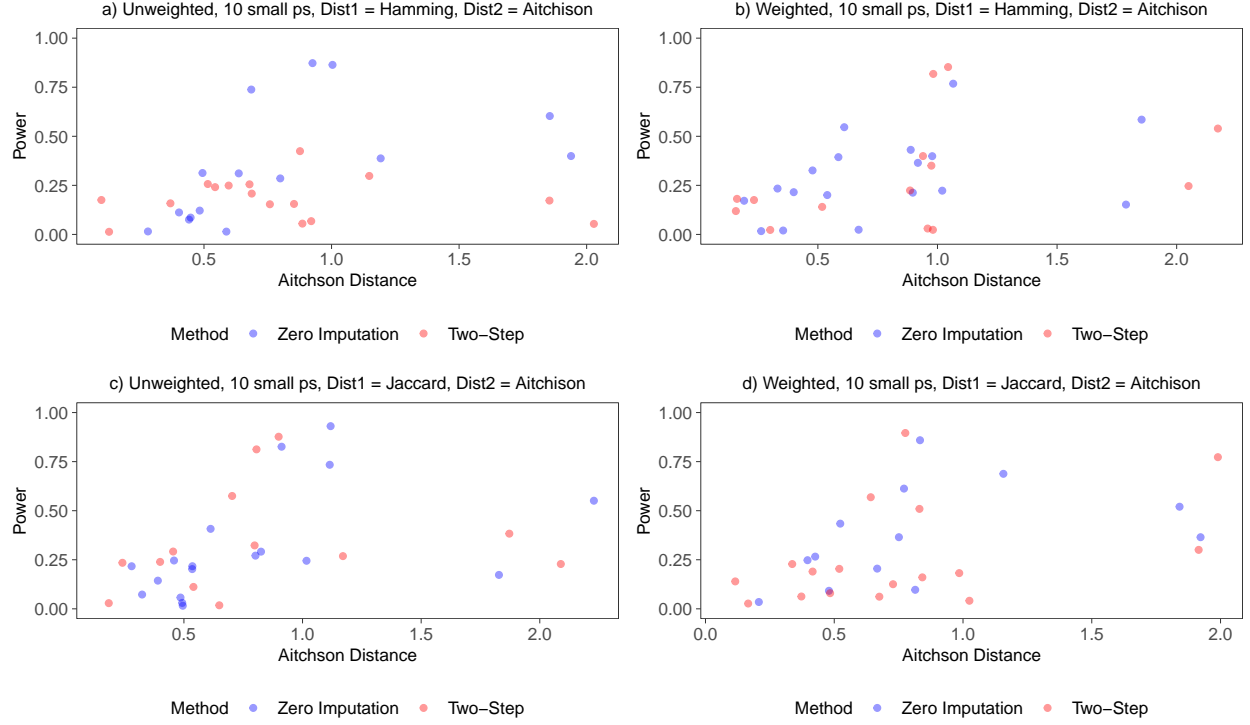 a) Unweighted, 10 small ps, Dist1 = Hamming, Dist2 = Aitchison
1.00
0.75
0.50
0.25
0.00
Power
0.5
1.0
1.5
2.0
Aitchson Distance
Method Zero Imputation Two−Step
b) Weighted, 10 small ps, Dist1 = Hamming, Dist2 = Aitchison
1.00
0.75
0.50
0.25
0.00
Power
0.5
1.0
1.5
2.0
Aitchson Distance
Method Zero Imputation Two−Step
c) Unweighted, 10 small ps, Dist1 = Jaccard, Dist2 = Aitchison
1.00
0.75
0.50
0.25
0.00
Power
0.5
1.0
1.5
2.0
Aitchson Distance
Method Zero Imputation Two−Step
d) Weighted, 10 small ps, Dist1 = Jaccard, Dist2 = Aitchison
1.00
0.75
0.50
0.25
0.00
Power
0.0
0.5
1.0
1.5
2.0
Aitchson Distance
Method Zero Imputation Two−Step